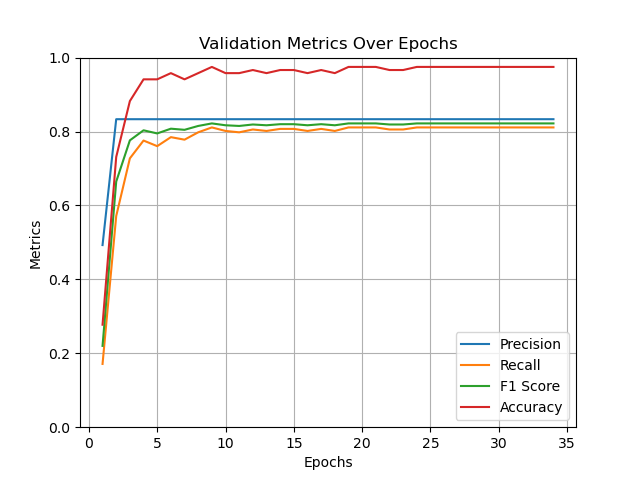 Validation Metrics Over Epochs
1.0
0.8
0.6
0.4
0.2
0.0
Metrics
0
5
10
15
20
25
30
35
Epochs
Precision
Recall
F1 Score
Accuracy